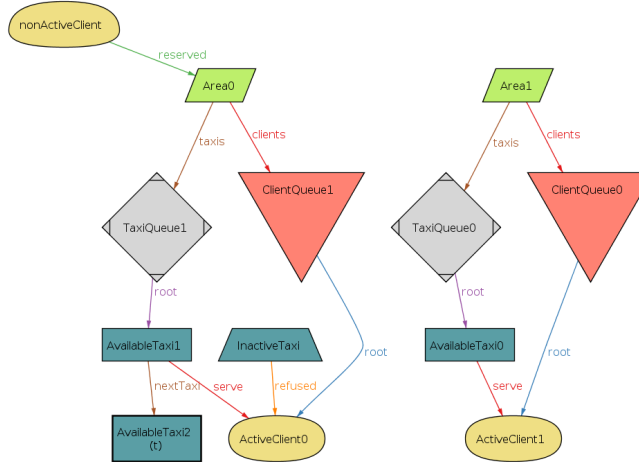 nonActiveClient
reserved
Area0
Area1
taxis
clients
taxis
clients
ClientQueue1
ClientQueue0
TaxiQueue1
TaxiQueue0
root
root
AvailableTaxi1
InactiveTaxi
root
AvailableTaxi0
root
nextTaxi
serve
refused
serve
AvailableTaxi2
(t)
ActiveClient0
ActiveClient1